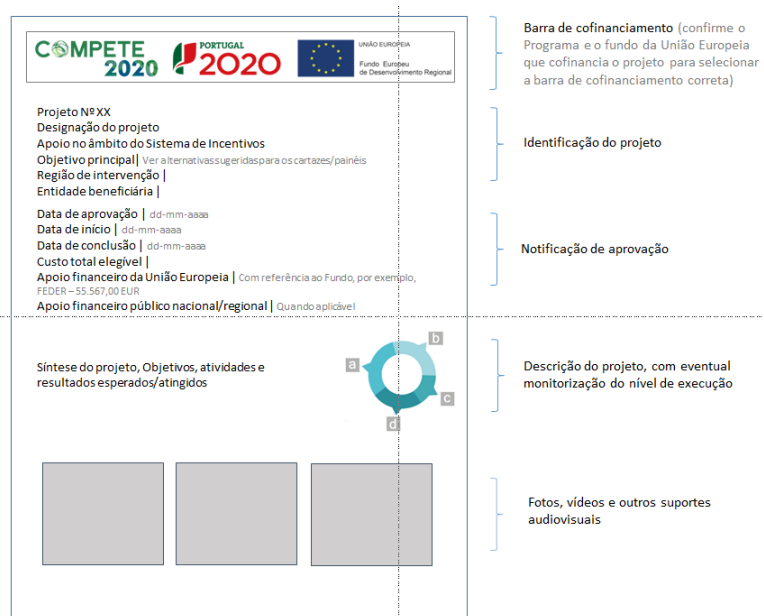 COMPETE
2020
PORTUGAL
2020
UNIÃO EUROPEIA
Fundo Europeu
de Desenvolvimento Regional
Barra de cofinanciamento (confirme o
Programa e o fundo da União Europeia
que cofinancia o projeto para selecionar
a barra de cofinanciamento correta)
Projeto Nº XX
Designação do projeto
Apoio no âmbito do Sistema de Incentivos
Objetivo principal| Ver alternativas sugeridas para os cartazes/painéis
Região de intervenção |
Entidade beneficiária |
Identificação do projeto
Data de aprovação | dd-mm-aaaa
Data de início | dd-mm-aaaa
Data de conclusão | dd-mm-aaaa
Custo total elegível |
Apoio financeiro da União Europeia | Com referência ao Fundo, por exemplo,
FEDER – 55.567,00 EUR
Apoio financeiro público nacional/regional | Quando aplicável
Notificação de aprovação
Síntese do projeto, Objetivos, atividades e
resultados esperados/atingidos
a
b
c
d
Descrição do projeto, com eventual
monitorização do nível de execução
Fotos, vídeos e outros suportes
audiovisuais